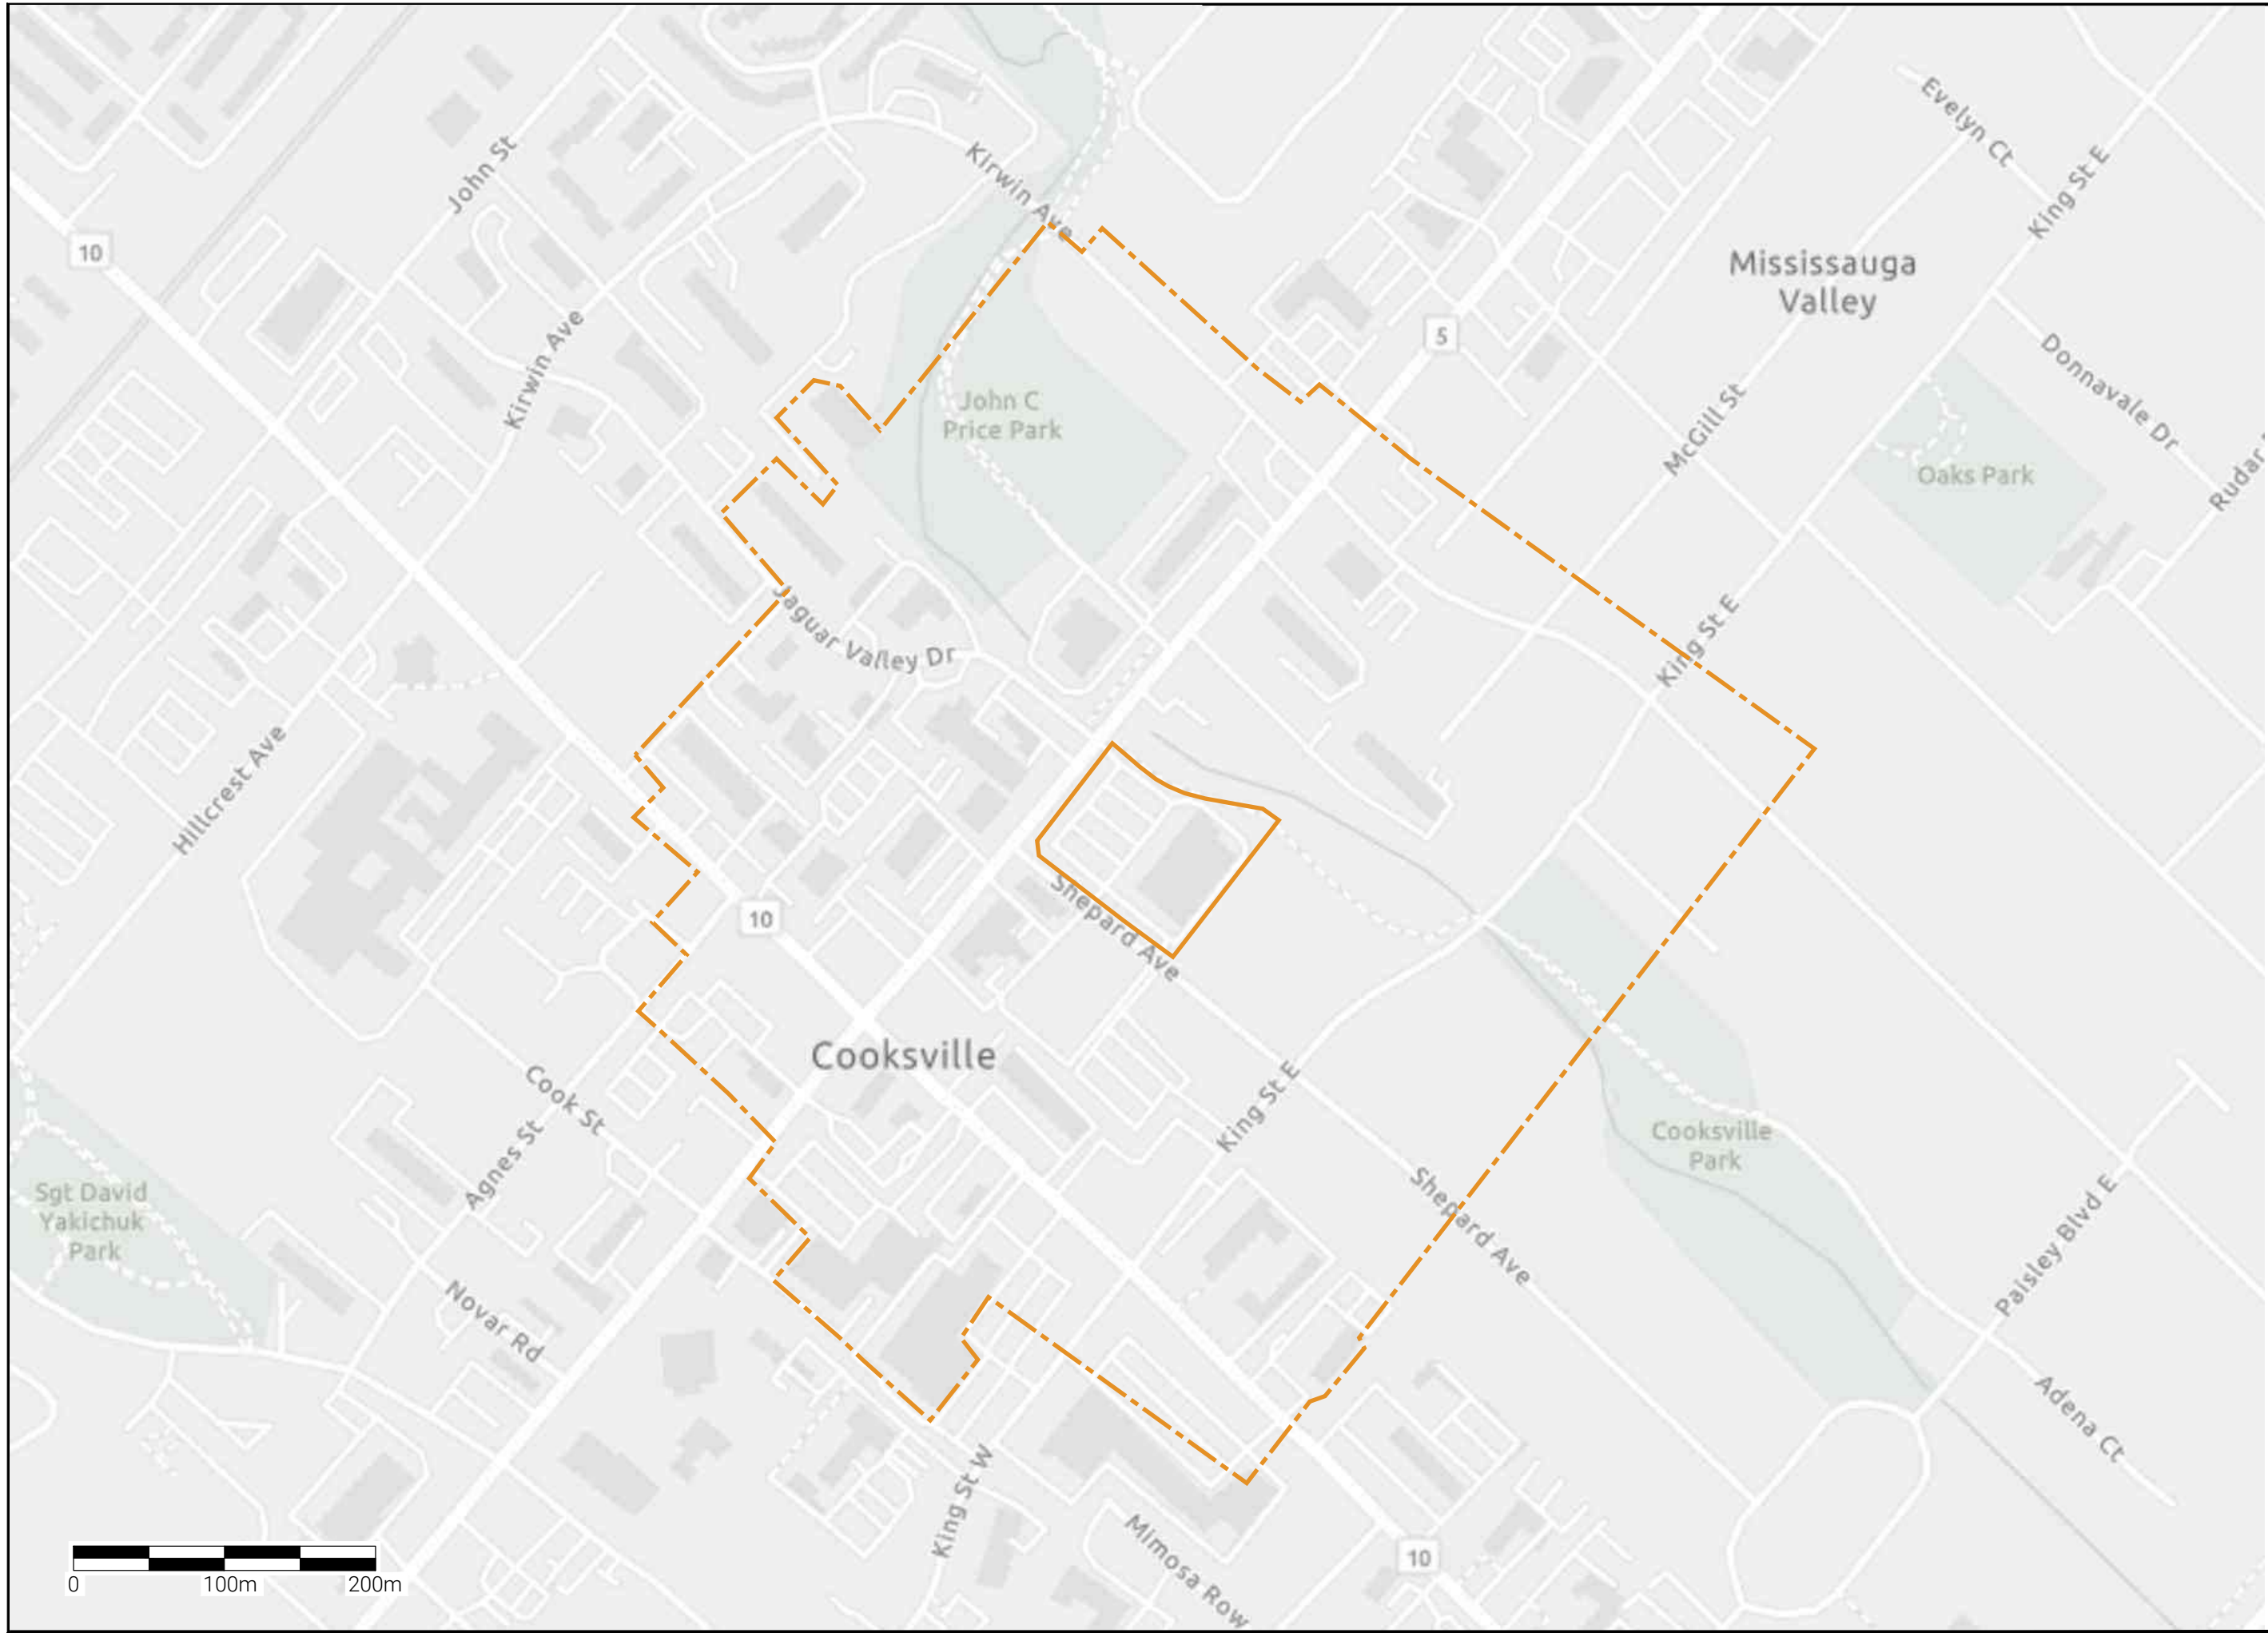 Evelyn Ct
John St
Kirwin Ave
King St E
10
Mississauga
Valley
5
Kirwin Ave
Donnavale Dr
John C
Price Park
McGill St
Oaks Park
Jaguar Valley Dr
King St E
Hillcrest Ave
Shepard Ave
10
Cooksville
Cook St
King St E
Agnes St
Cooksville
Park
Shepard Ave
Sgt David
Yakichuk
Park
Paisley Blvd E
Novar Rd
Adena Ct
King St W
Mimosa Row
10
0
100m
200m